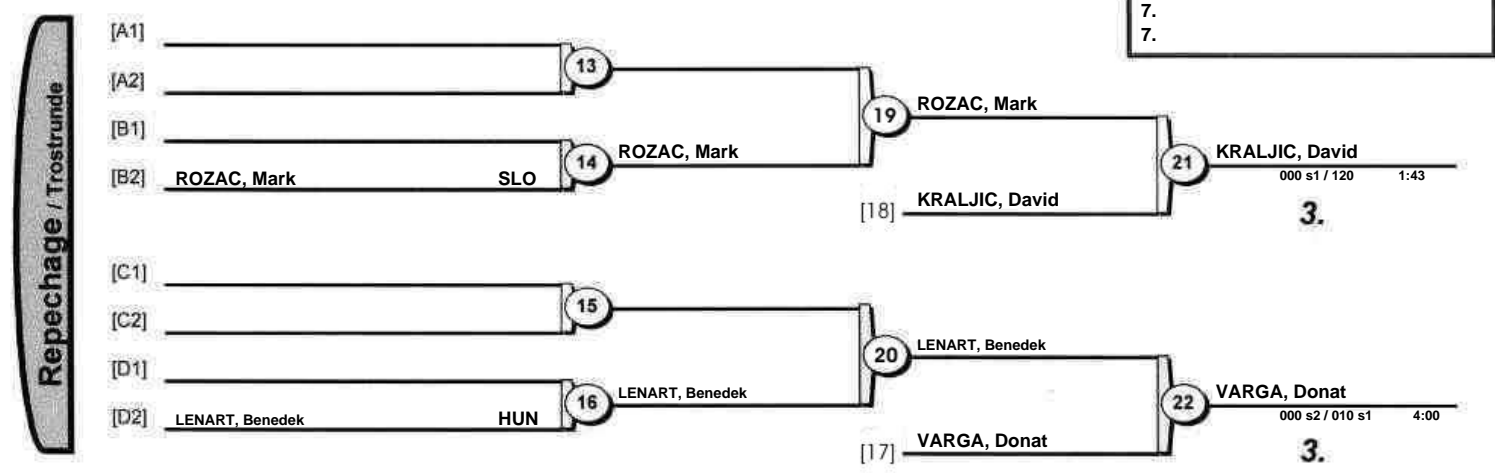 7.
7.
Repechage / Trostrunde
[A1]
[A2]
13
[B1]
[B2] ROZAC, Mark SLO
14 ROZAC, Mark
19 ROZAC, Mark
[18] KRALJIC, David
21 KRALJIC, David
000 s1 / 120 1:43
3.
[C1]
[C2]
15
[D1]
[D2] LENART, Benedek HUN
16 LENART, Benedek
20 LENART, Benedek
[17] VARGA, Donat
22 VARGA, Donat
000 s2 / 010 s1 4:00
3.